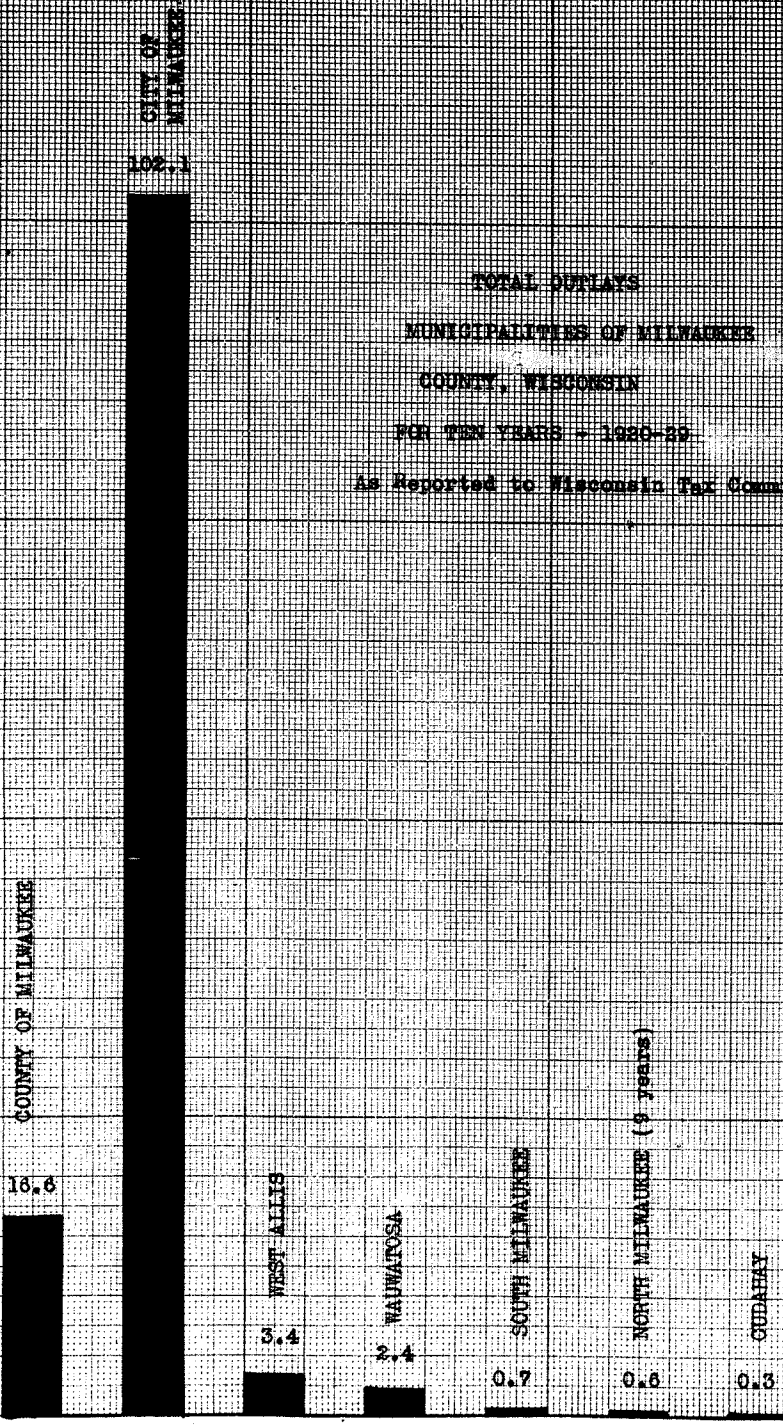 CITY OF
MILWAUKEE
102.1
TOTAL OUTLAYS
MUNICIPALITIES OF MILWAUKEE
COUNTY, WISCONSIN
FOR TEN YEARS - 1920-29
As Reported to Wisconsin Tax Comm
COUNTY OF MILWAUKEE
16.6
WEST ALLIS
3.4
WAUWATOSA
2.4
SOUTH MILWAUKEE
0.7
NORTH MILWAUKEE (9 years)
0.6
CUDAHAY
0.3